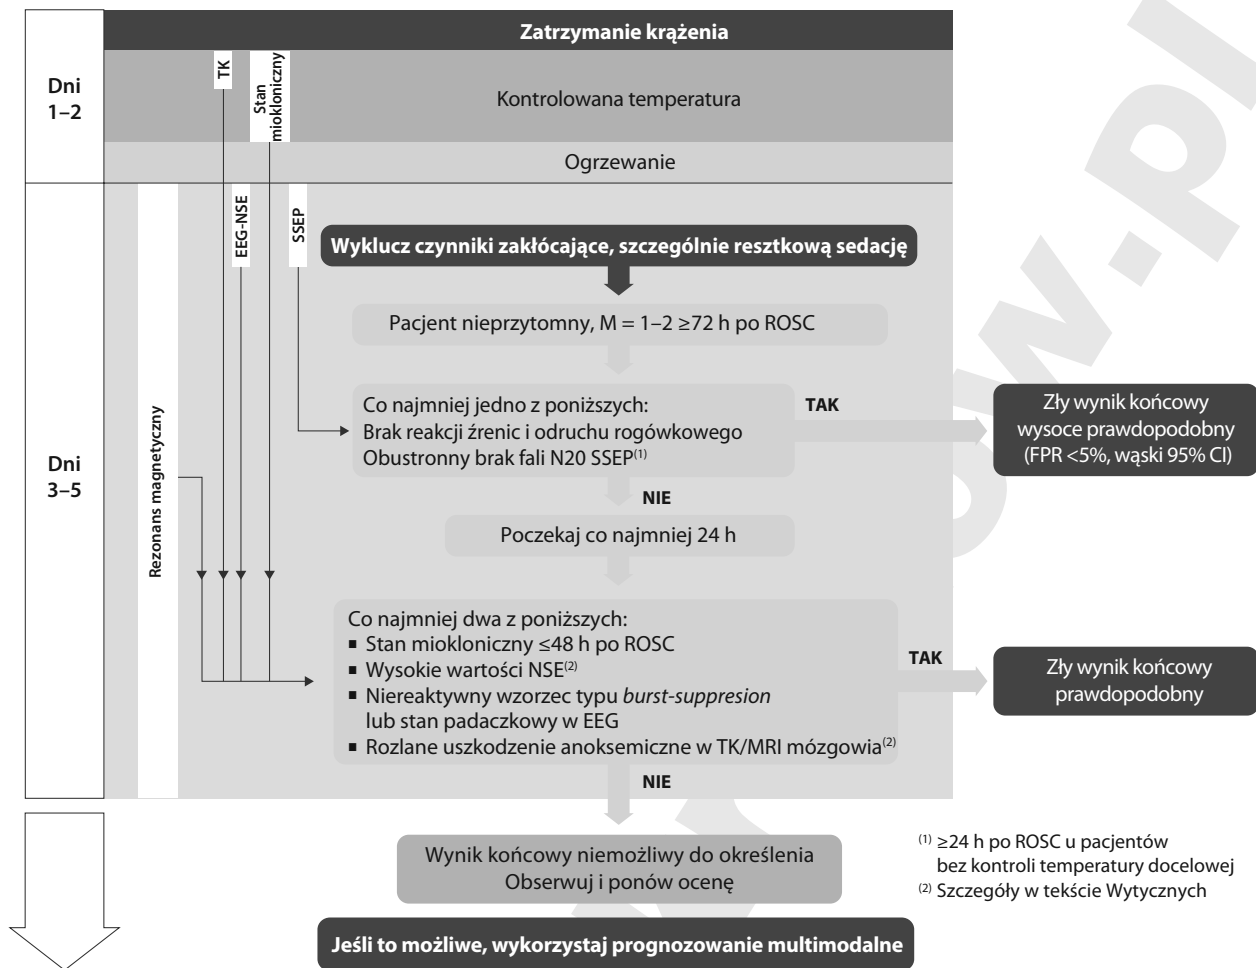 Zatrzymanie krążenia
Dni
1–2
TK
Stan
miokloniczny
Kontrolowana temperatura
Ogrzewanie
Dni
3–5
Rezonans magnetyczny
EEG-NSE
SSEP
Wyklucz czynniki zakłócające, szczególnie resztkową sedację
Pacjent nieprzytomny, M = 1–2 ≥72 h po ROSC
Co najmniej jedno z poniższych:
Brak reakcji źrenic i odruchu rogówkowego
Obustronny brak fali N20 SSEP(1)
TAK
Zły wynik końcowy
wysoce prawdopodobny
(FPR <5%, wąski 95% CI)
NIE
Poczekaj co najmniej 24 h
Co najmniej dwa z poniższych:
▪ Stan miokloniczny ≤48 h po ROSC
▪ Wysokie wartości NSE(2)
▪ Niereaktywny wzorzec typu burst-suppresion
lub stan padaczkowy w EEG
▪ Rozlane uszkodzenie anoksemiczne w TK/MRI mózgowia(2)
TAK
Zły wynik końcowy
prawdopodobny
NIE
Wynik końcowy niemożliwy do określenia
Obserwuj i ponów ocenę
(1) ≥24 h po ROSC u pacjentów
bez kontroli temperatury docelowej
(2) Szczegóły w tekście Wytycznych
Jeśli to możliwe, wykorzystaj prognozowanie multimodalne
ow.pl